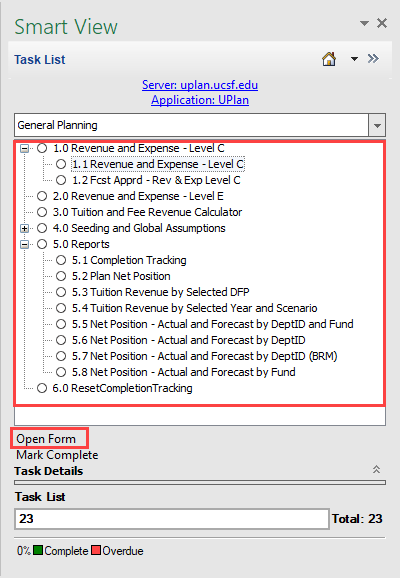 Smart View
Task List
Server: uplan.ucsf.edu
Application: UPlan
General Planning
1.0 Revenue and Expense - Level C
1.1 Revenue and Expense - Level C
1.2 Fcst Apprd - Rev & Exp Level C
2.0 Revenue and Expense - Level E
3.0 Tuition and Fee Revenue Calculator
4.0 Seeding and Global Assumptions
5.0 Reports
5.1 Completion Tracking
5.2 Plan Net Position
5.3 Tuition Revenue by Selected DFP
5.4 Tuition Revenue by Selected Year and Scenario
5.5 Net Position - Actual and Forecast by DeptID and Fund
5.6 Net Position - Actual and Forecast by DeptID
5.7 Net Position - Actual and Forecast by DeptID (BRM)
5.8 Net Position - Actual and Forecast by Fund
6.0 ResetCompletionTracking
Open Form
Mark Complete
Task Details
Task List
23 Total: 23
0% Complete Overdue